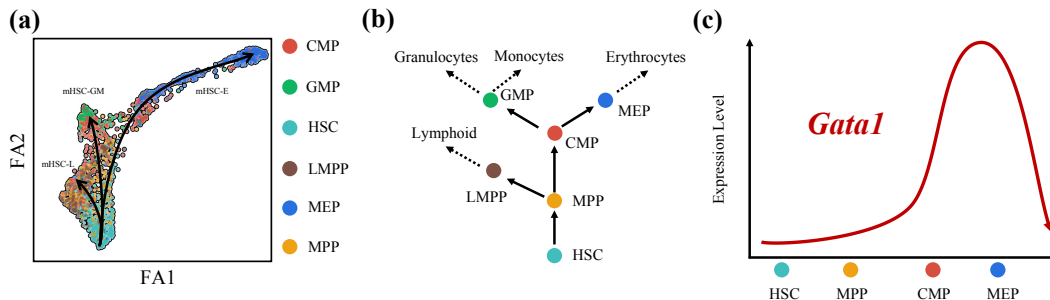 (a)
FA2
mHSC-GM
mHSC-E
mHSC-L
FA1
CMP
GMP
HSC
LMPP
MEP
MPP
(b)
Granulocytes
Monocytes
Erythrocytes
GMP
MEP
Lymphoid
CMP
LMPP
MPP
HSC
(c)
Expression Level
Gata1
HSC
MPP
CMP
MEP